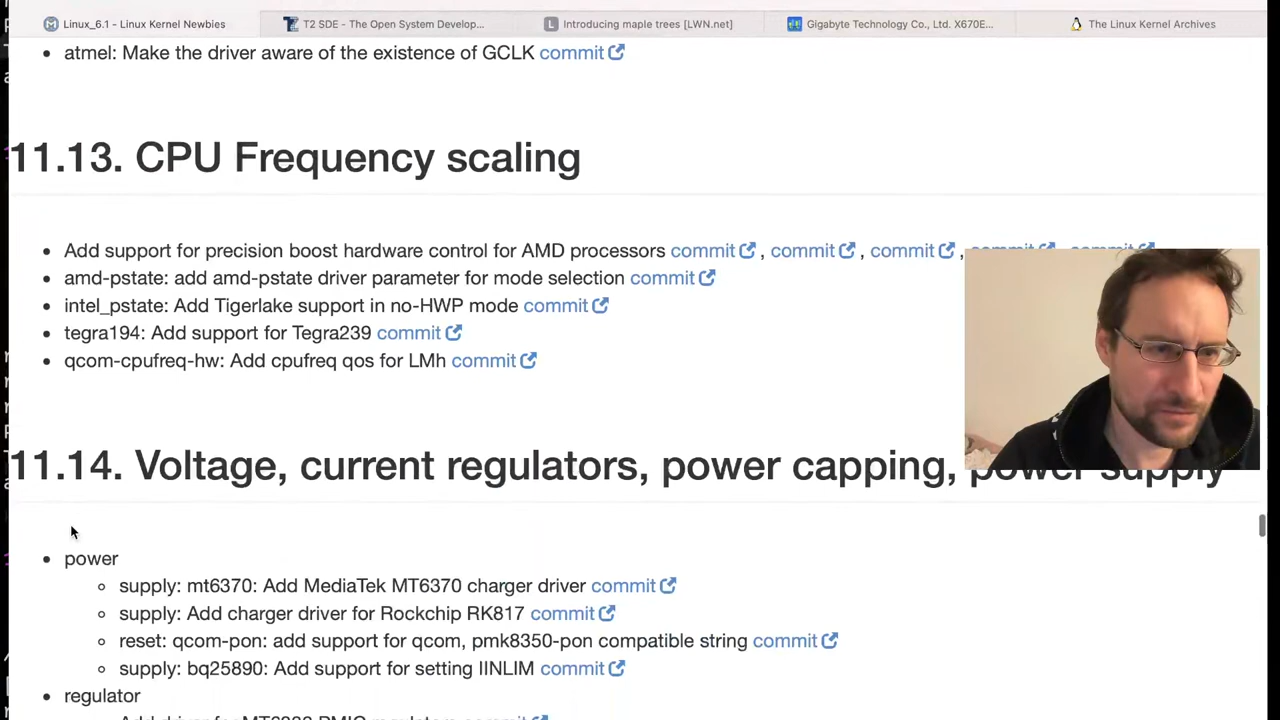 Linux_6.1 - Linux Kernel Newbies
T2 SDE - The Open System Develop...
Introducing maple trees [LWN.net]
Gigabyte Technology Co., Ltd. X670E...
The Linux Kernel Archives
atmel: Make the driver aware of the existence of GCLK commit
11.13. CPU Frequency scaling
Add support for precision boost hardware control for AMD processors commit , commit , commit , commit commit
amd-pstate: add amd-pstate driver parameter for mode selection commit
intel_pstate: Add Tigerlake support in no-HWP mode commit
tegra194: Add support for Tegra239 commit
qcom-cpufreq-hw: Add cpufreq qos for LMh commit
11.14. Voltage, current regulators, power capping, power supply
power
supply: mt6370: Add MediaTek MT6370 charger driver commit
supply: Add charger driver for Rockchip RK817 commit
reset: qcom-pon: add support for qcom, pmk8350-pon compatible string commit
supply: bq25890: Add support for setting IINLIM commit
regulator